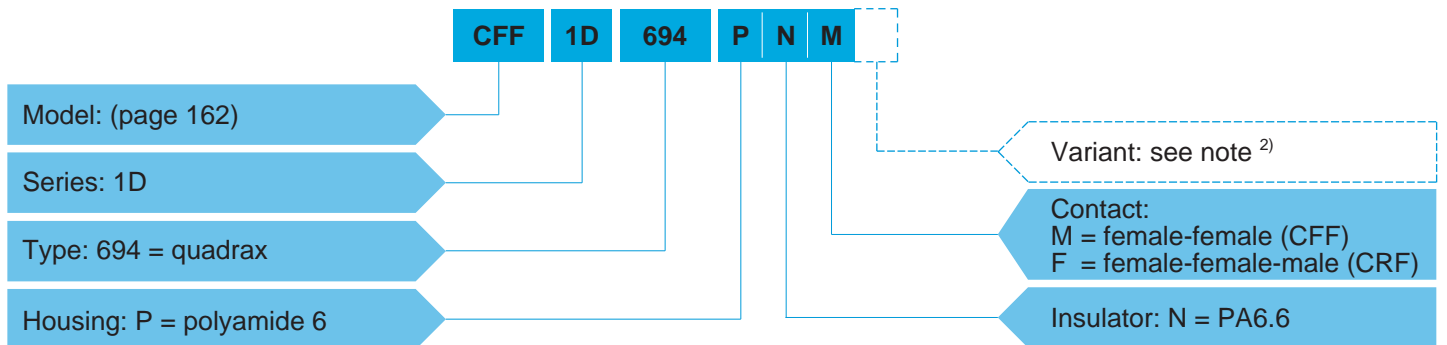 CFF 1D 694 P N M
Model: (page 162)
Series: 1D
Type: 694 = quadrax
Housing: P = polyamide 6
Variant: see note 2)
Contact:
M = female-female (CFF)
F = female-female-male (CRF)
Insulator: N = PA6.6